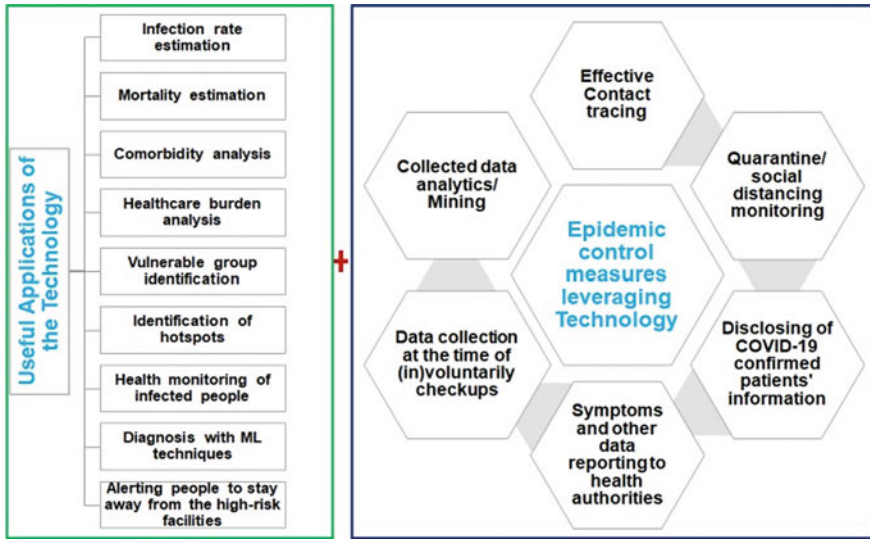 Useful Applications of
the Technology
Infection rate
estimation
Mortality estimation
Comorbidity analysis
Healthcare burden
analysis
Vulnerable group
identification
Identification of
hotspots
Health monitoring of
infected people
Diagnosis with ML
techniques
Alerting people to stay
away from the high-risk
facilities
+
Effective
Contact
tracing
Quarantine/
social
distancing
monitoring
Disclosing of
COVID-19
confirmed
patients'
information
Symptoms
and other
data
reporting to
health
authorities
Data collection
at the time of
(in)voluntarily
checkups
Collected data
analytics/
Mining
Epidemic
control
measures
leveraging
Technology